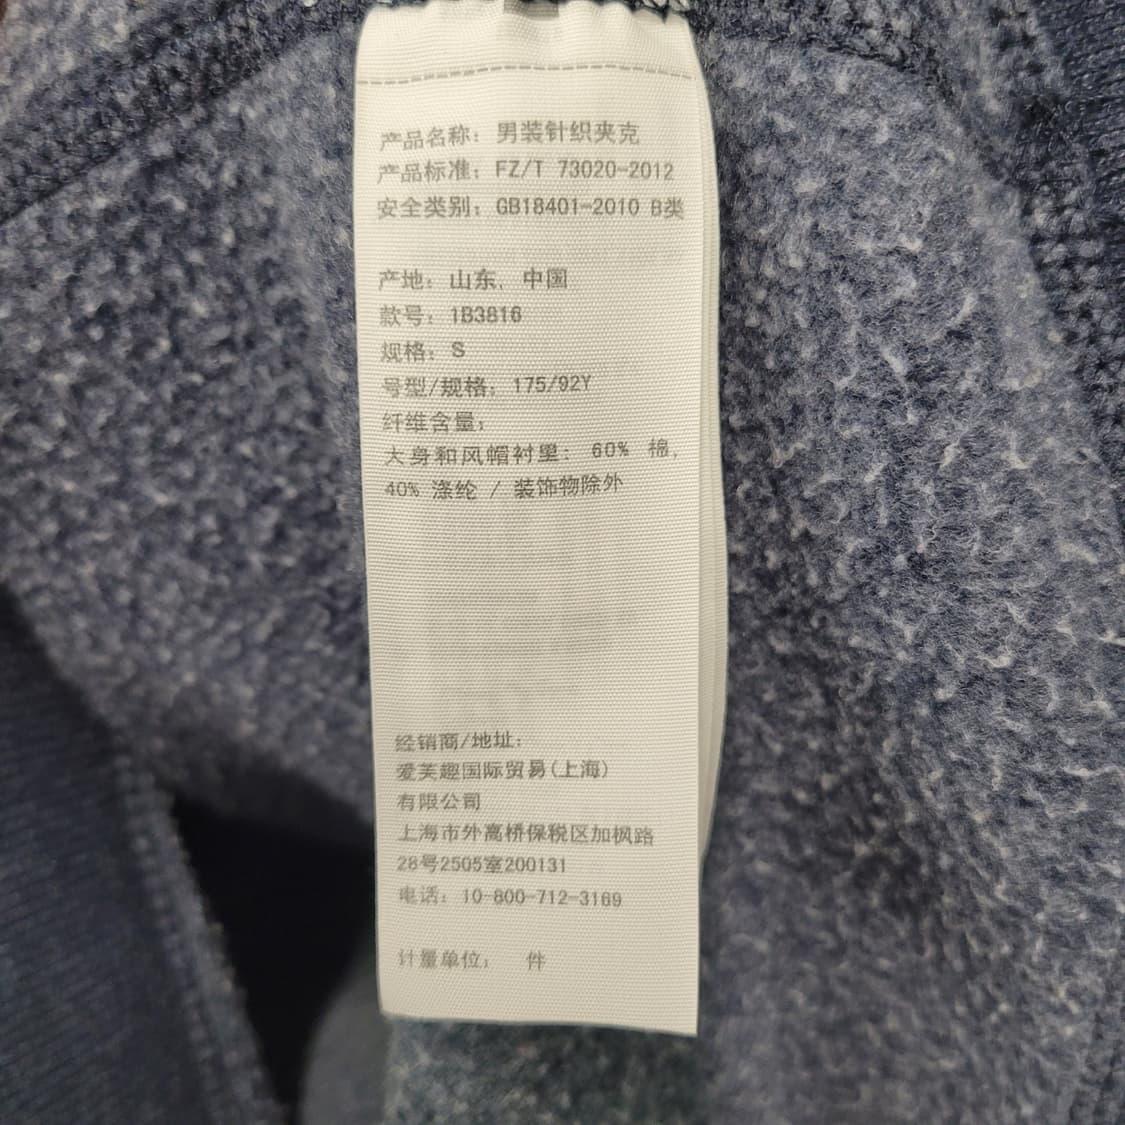 产品名称：男装针织夹克
产品标准：FZ/T 73020-2012
安全类别：GB18401-2010 B类
产地：山东，中国
款号：1B3816
规格：S
号型/规格：175/92Y
纤维含量：
大身和风帽衬里：60% 棉，
40% 涤纶 / 装饰物除外
经销商/地址：
爱芙趣国际贸易(上海)
有限公司
上海市外高桥保税区加枫路
28号2505室200131
电话：10-800-712-3169
计量单位： 件